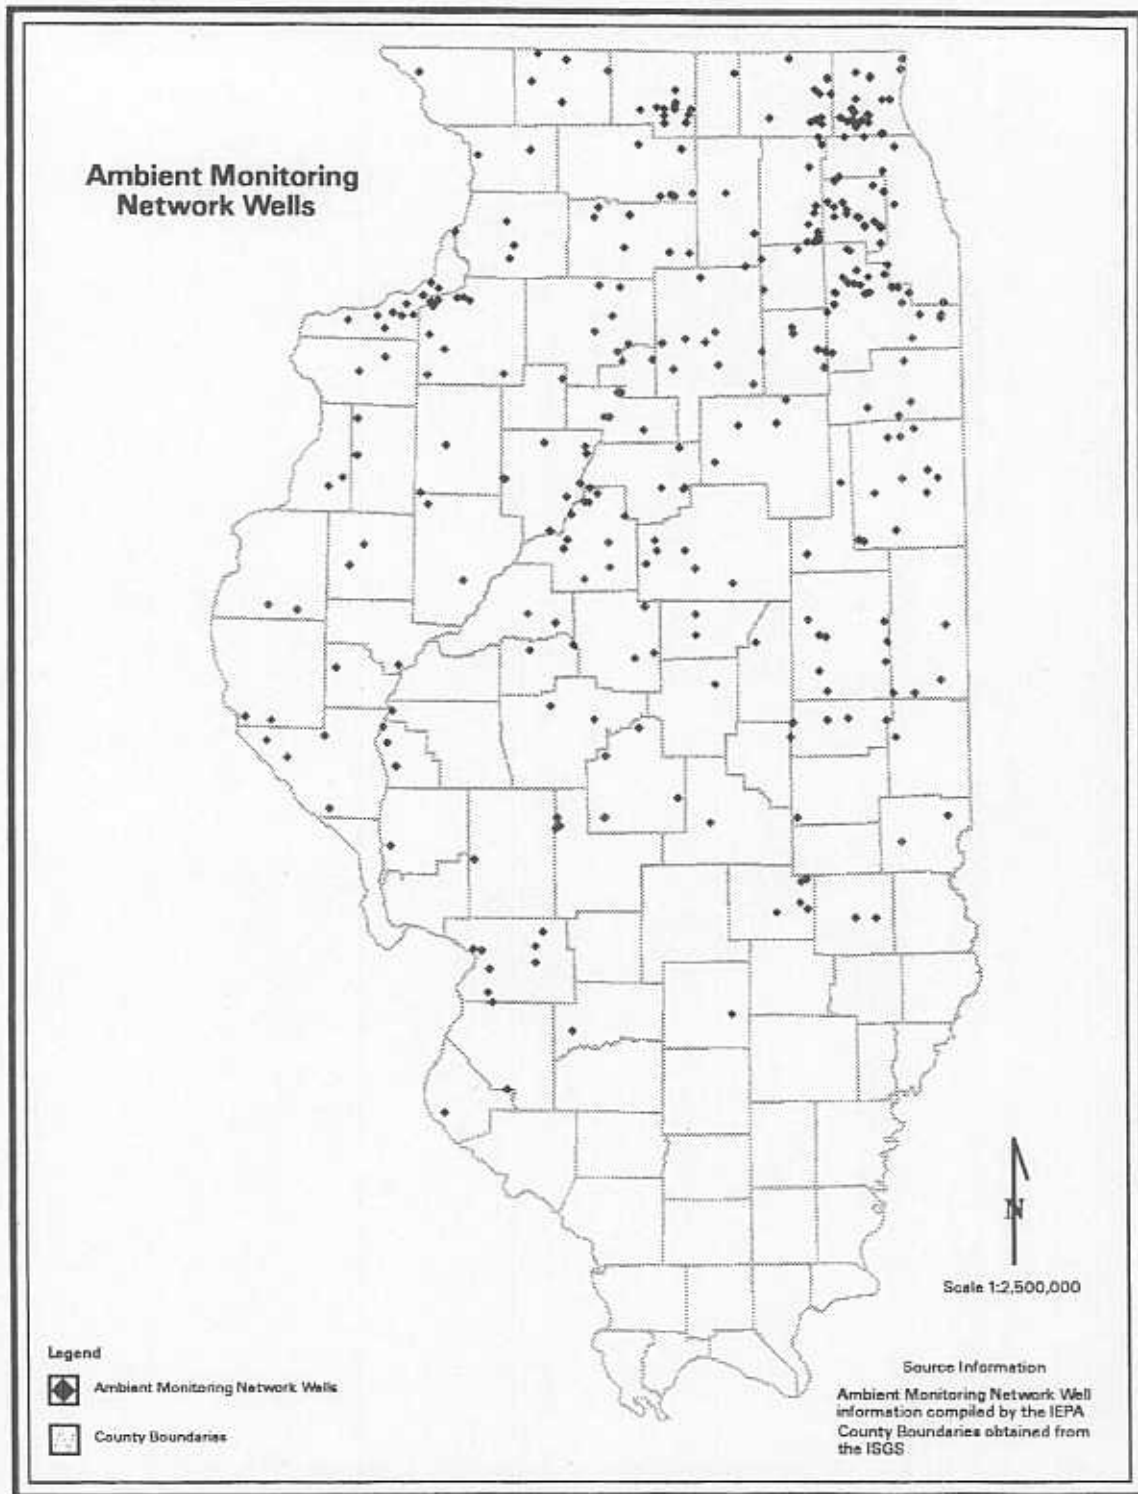 Ambient Monitoring
Network Wells
N
Scale 1:2,500,000
Legend
Ambient Monitoring Network Wells
County Boundaries
Source Information
Ambient Monitoring Network Well
information compiled by the IEPA
County Boundaries obtained from
the ISGS